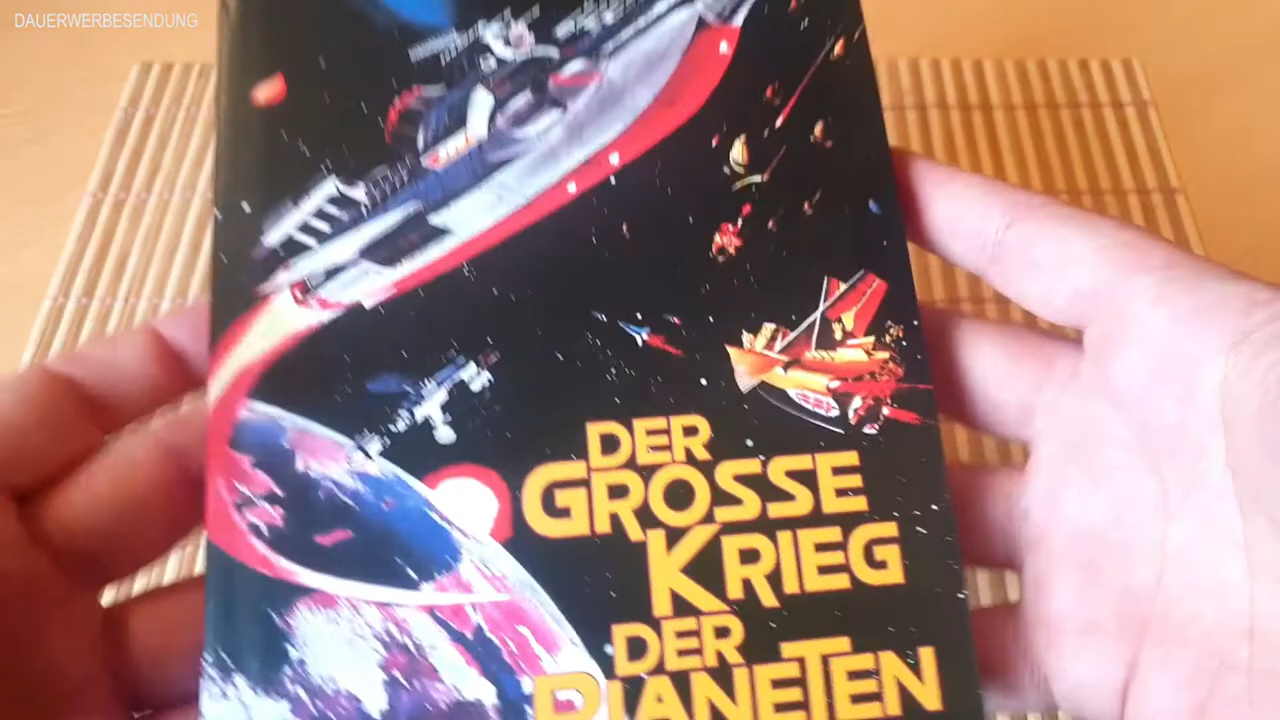 DAUERWERBESENDUNG
DER
GROSSE
KRIEG
DER
PLANETEN